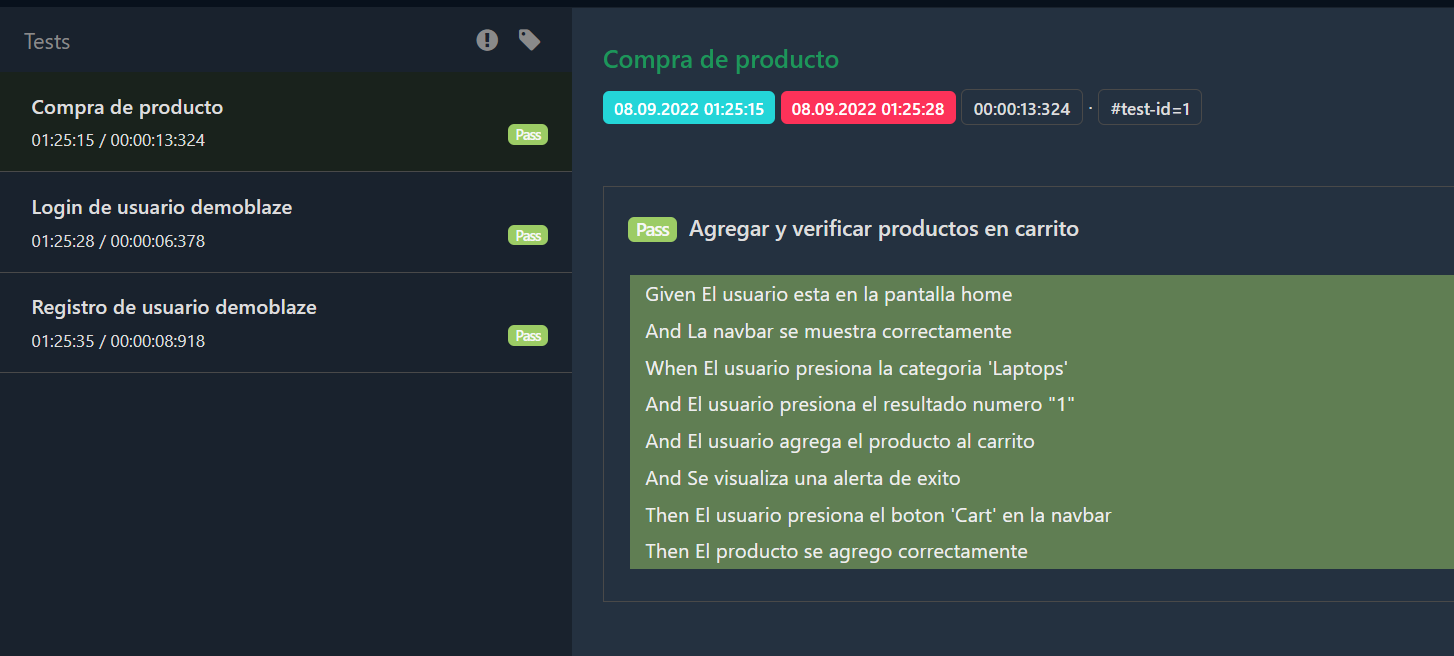 Tests
Compra de producto
01:25:15 / 00:00:13:324
Pass
Login de usuario demoblaze
01:25:28 / 00:00:06:378
Pass
Registro de usuario demoblaze
01:25:35 / 00:00:08:918
Pass
Compra de producto
08.09.2022 01:25:15 08.09.2022 01:25:28 00:00:13:324 · #test-id=1
Pass Agregar y verificar productos en carrito
Given El usuario esta en la pantalla home
And La navbar se muestra correctamente
When El usuario presiona la categoria 'Laptops'
And El usuario presiona el resultado numero "1"
And El usuario agrega el producto al carrito
And Se visualiza una alerta de exito
Then El usuario presiona el boton 'Cart' en la navbar
Then El producto se agrego correctamente